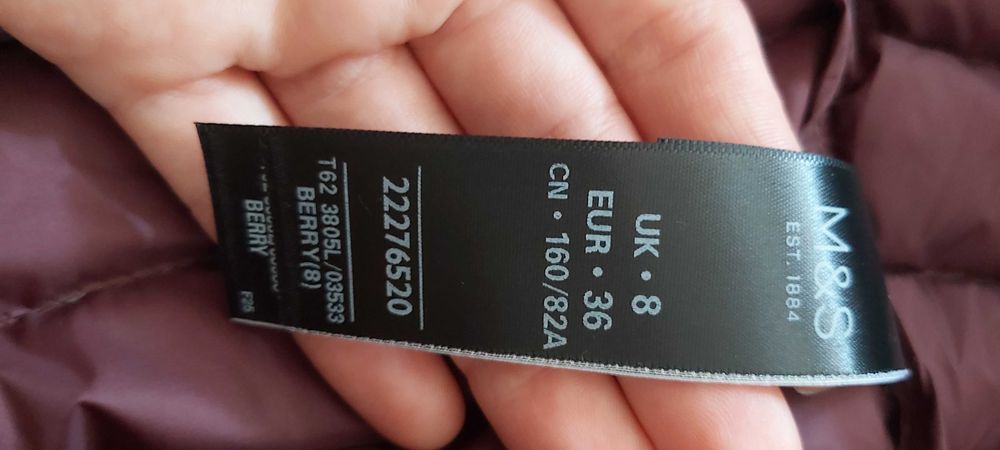 M&S
EST. 1884
UK • 8
EUR • 36
CN • 160/82A
22276520
T62 3805L/03533
BERRY(8)
BERRY